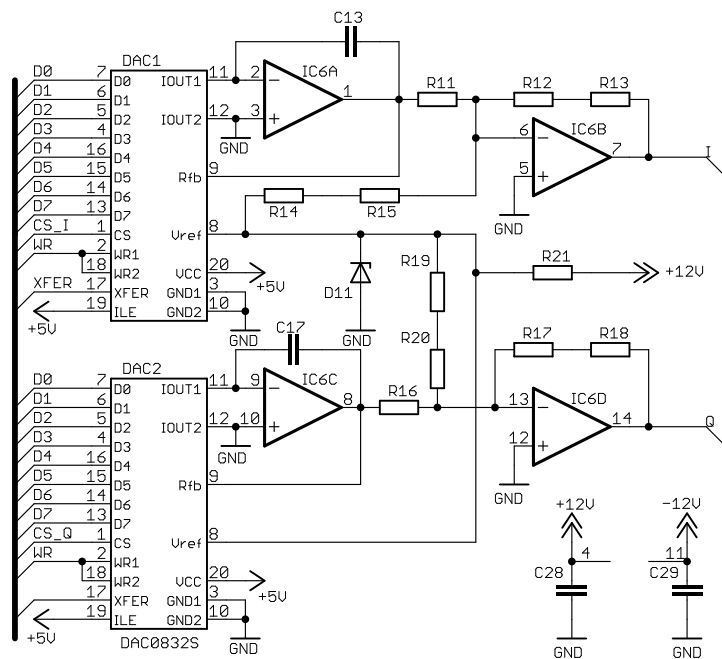 C13
DAC1
D0 7 D0 IOUT1 11 2 - IC6A
D1 6 D1 1 R11 R12 R13
D2 5 D2 IOUT2 12 3 +
D3 4 D3 GND 6 - IC6B
D4 16 D4 7 I
D5 15 D5 Rfb 9 5 +
D6 14 D6
D7 13 D7 R14 R15
CS_I 1 CS Vref 8 GND
WR 2 WR1 R19 R21
18 WR2 VCC 20 +5V +12V
XFER 17 XFER GND1 3 D11
19 ILE GND2 10
+5V GND C17 GND R20 R17 R18
DAC2
D0 7 D0 IOUT1 11 9 - IC6C R16
D1 6 D1 8 13 - IC6D
D2 5 D2 IOUT2 12 10 + 14 Q
D3 4 D3 GND 12 +
D4 16 D4
D5 15 D5 Rfb 9 GND
D6 14 D6 +12V -12V
D7 13 D7
CS_Q 1 CS Vref 8
WR 2 WR1 4 11
18 WR2 VCC 20 +5V C28 C29
17 XFER GND1 3
19 ILE GND2 10
+5V DAC0832S GND GND GND